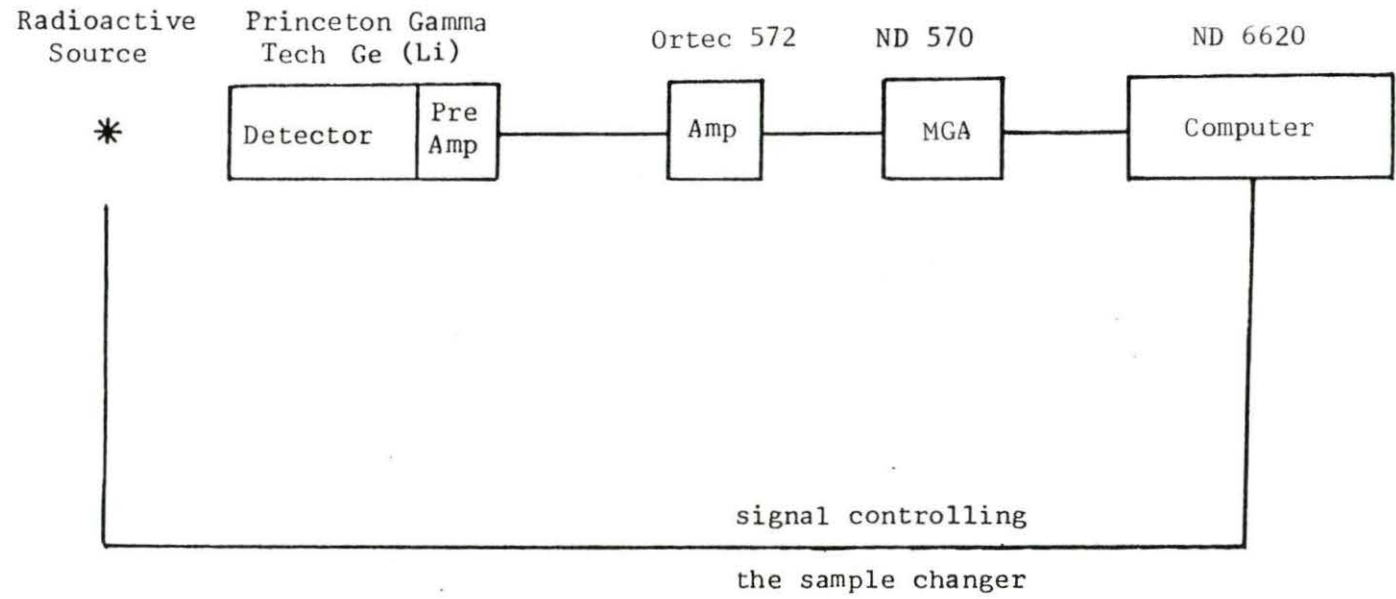 Radioactive
Source
Princeton Gamma
Tech Ge (Li)
Ortec 572
ND 570
ND 6620
*
Detector
Pre
Amp
Amp
MGA
Computer
signal controlling
the sample changer